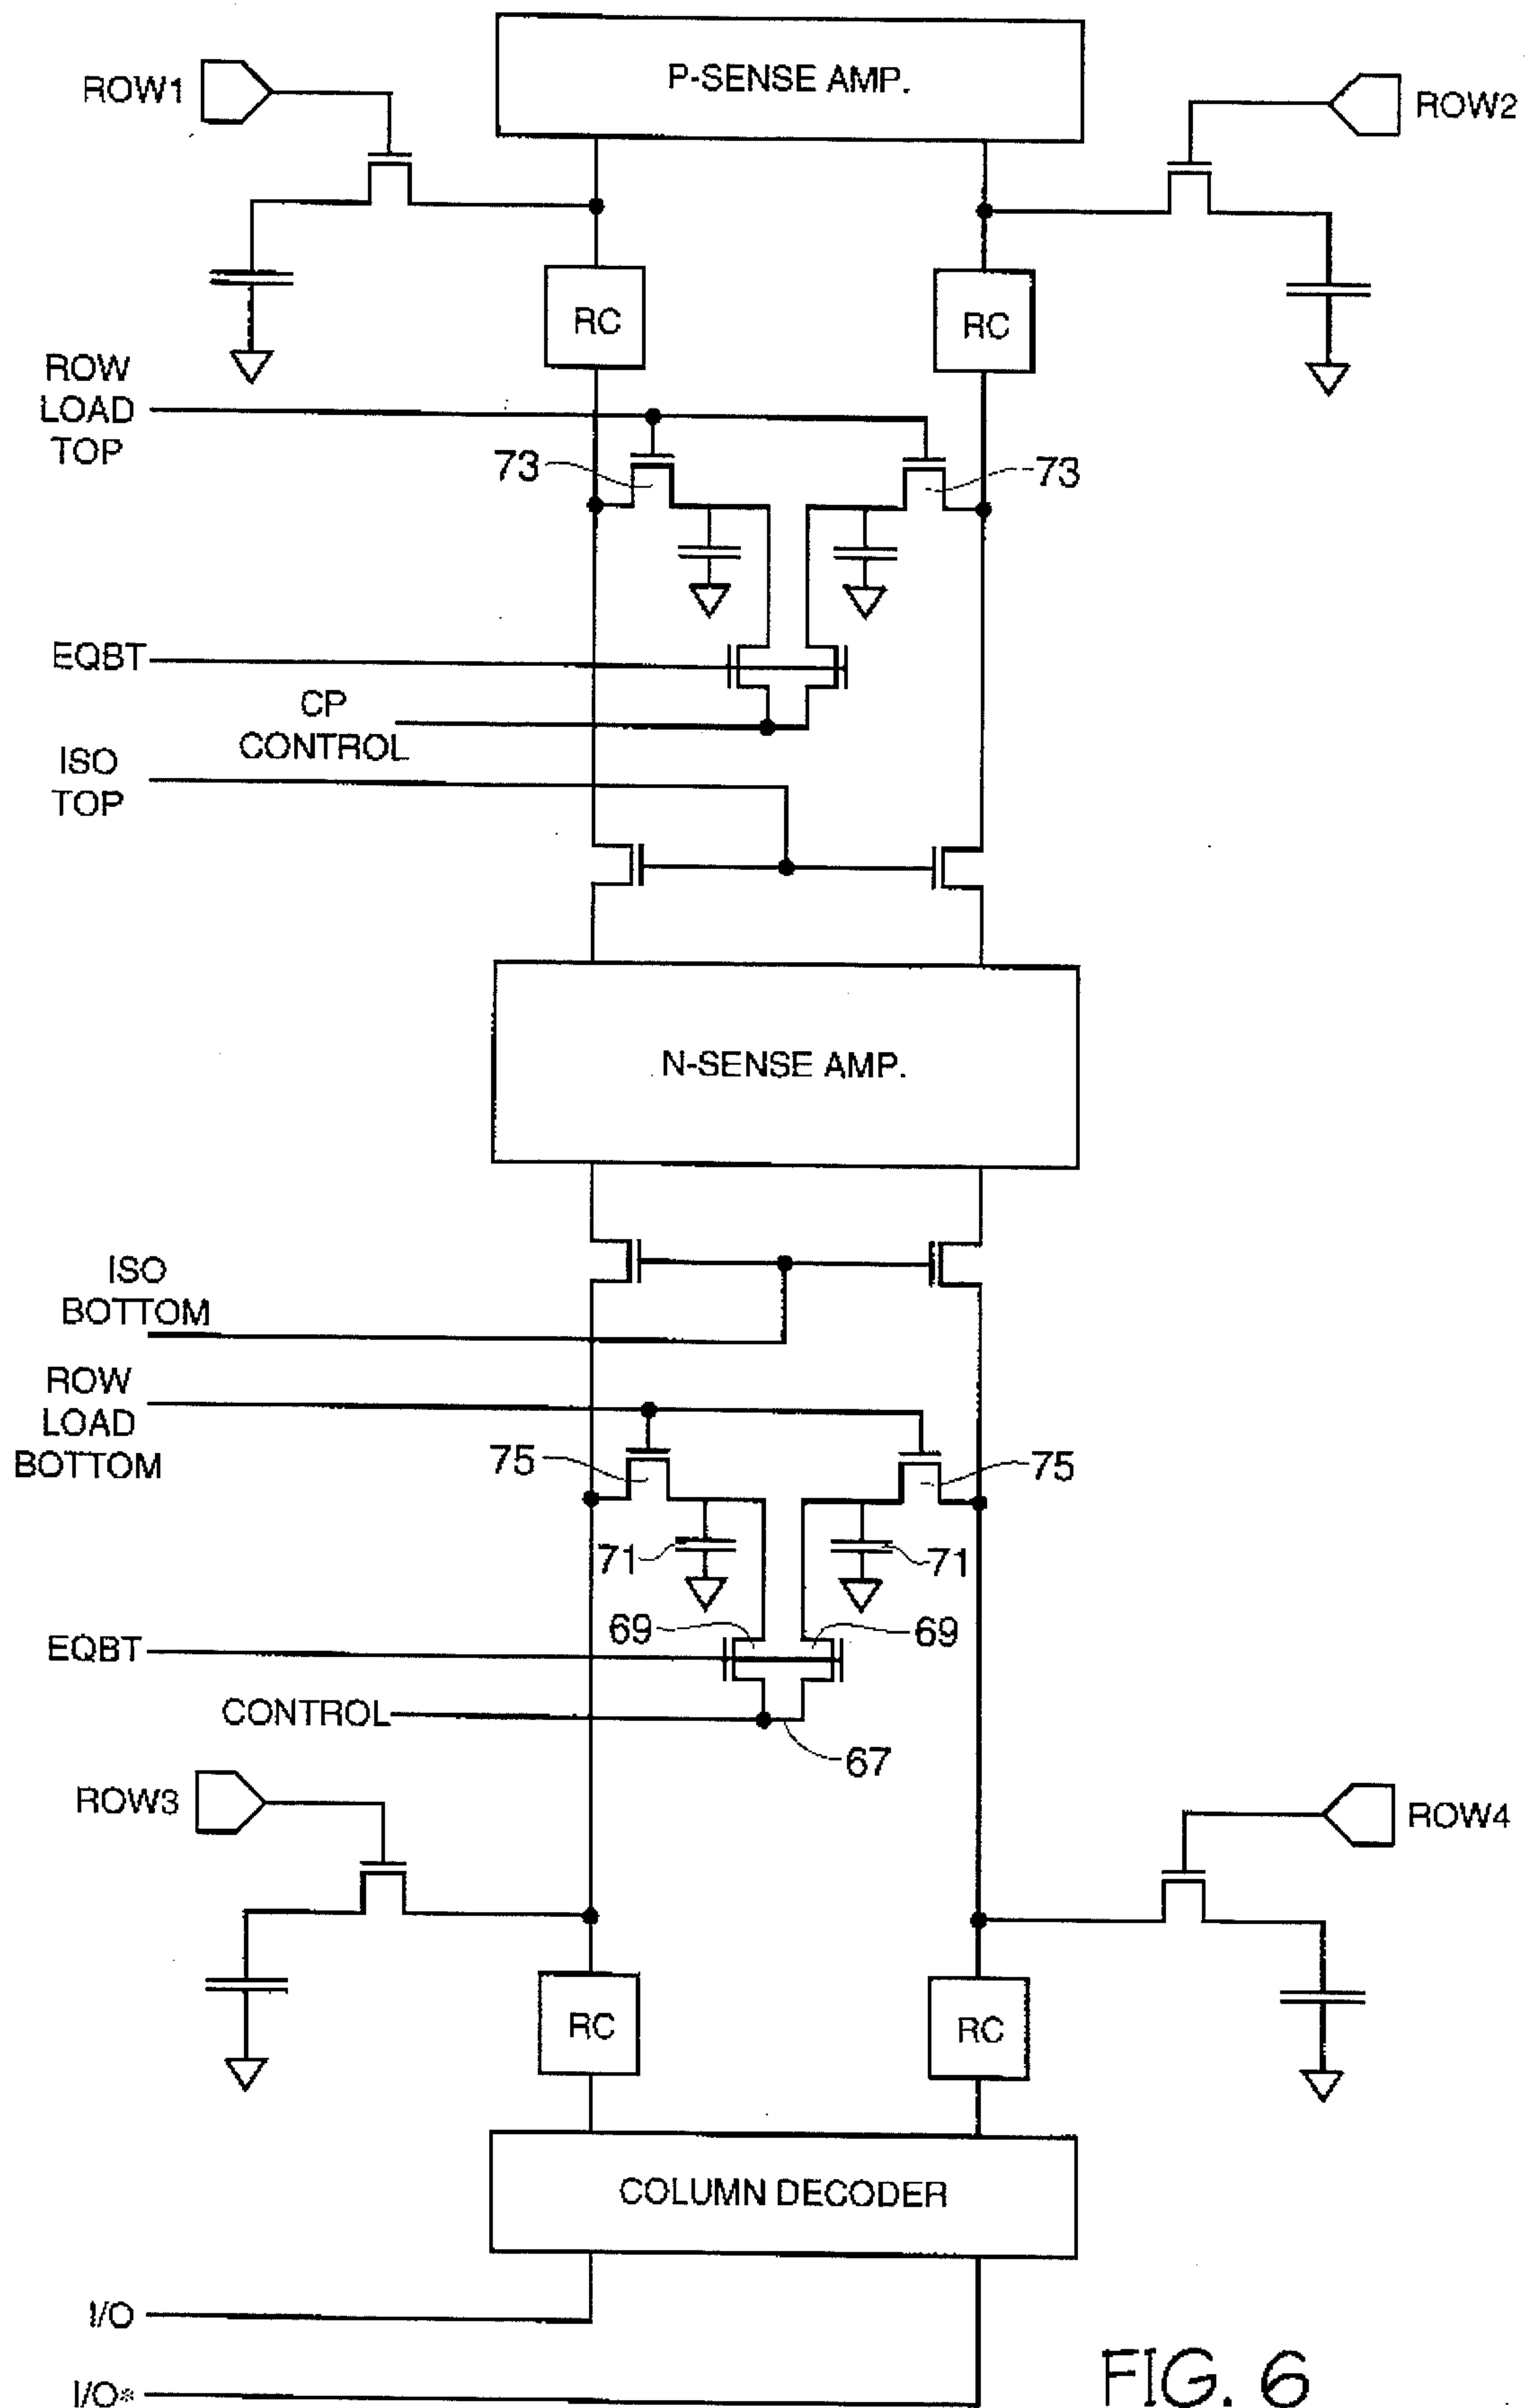 P-SENSE AMP.
ROW1
ROW2
RC
RC
ROW
LOAD
TOP
73
73
EQBT
CP
CONTROL
ISO
TOP
N-SENSE AMP.
ISO
BOTTOM
ROW
LOAD
BOTTOM
75
75
71
71
69
69
EQBT
CONTROL
67
ROW3
ROW4
RC
RC
COLUMN DECODER
I/O
I/O*
FIG. 6